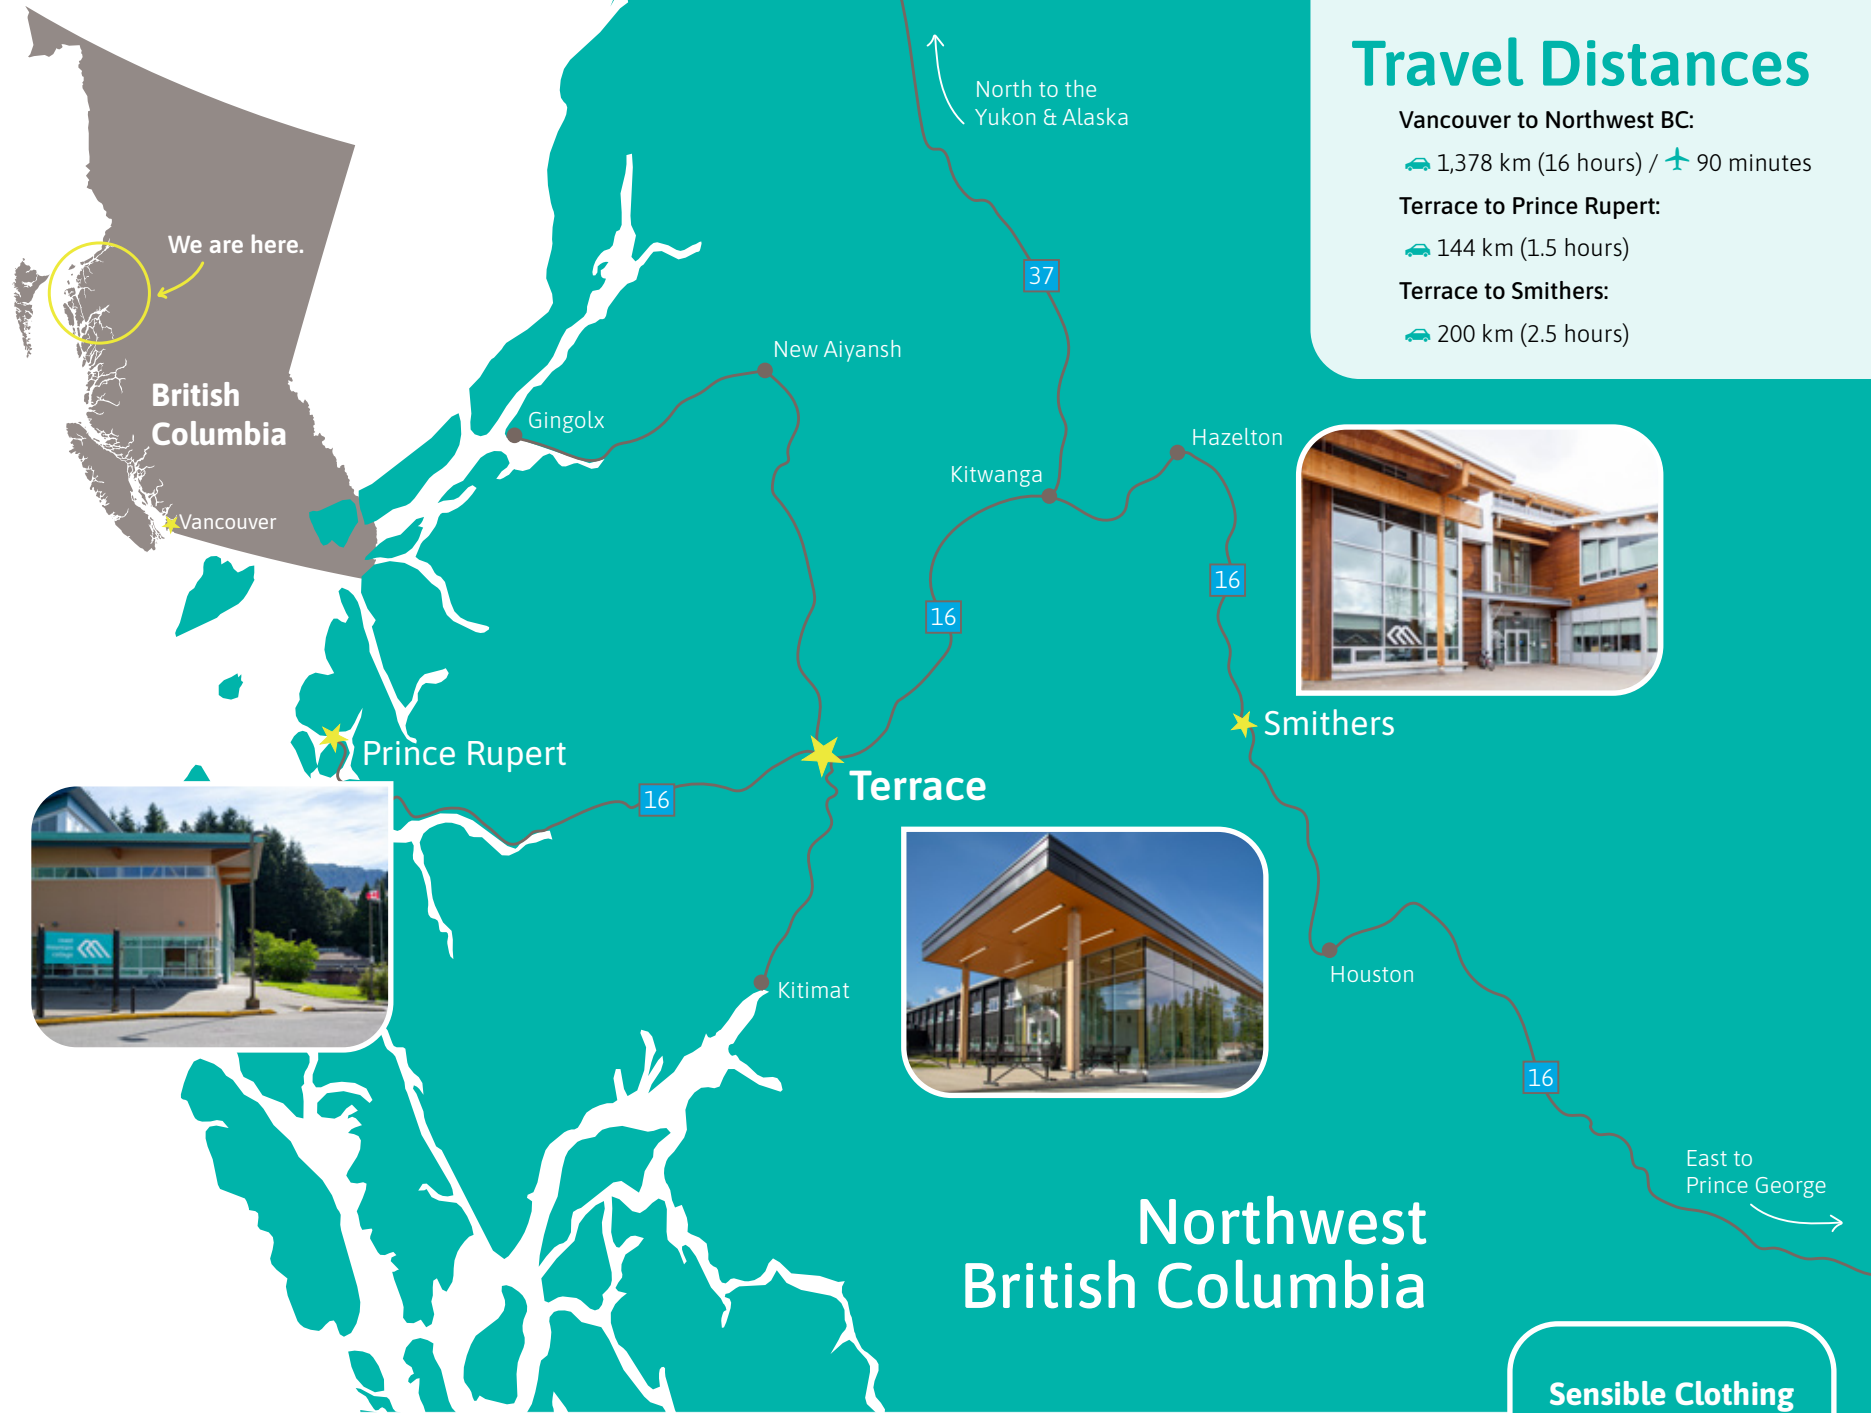 Travel Distances
Vancouver to Northwest BC:
1,378 km (16 hours) / 90 minutes
Terrace to Prince Rupert:
144 km (1.5 hours)
Terrace to Smithers:
200 km (2.5 hours)
North to the
Yukon & Alaska
We are here.
British
Columbia
Vancouver
37
New Aiyansh
Gingolx
Hazelton
Kitwanga
16
16
Smithers
Prince Rupert
Terrace
16
coast
mountain
college
Kitimat
Houston
16
East to
Prince George
Northwest
British Columbia
Sensible Clothing